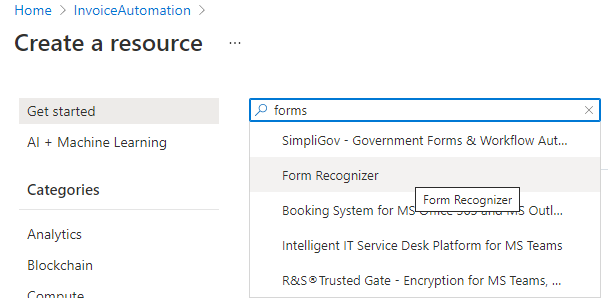 Home > InvoiceAutomation >
Create a resource ...
Get started
AI + Machine Learning
Categories
Analytics
Blockchain
Compute
forms
SimpliGov - Government Forms & Workflow Aut...
Form Recognizer
Form Recognizer
Booking System for MS Office 365 and MS Outl...
Intelligent IT Service Desk Platform for MS Teams
R&S®Trusted Gate - Encryption for MS Teams, ...